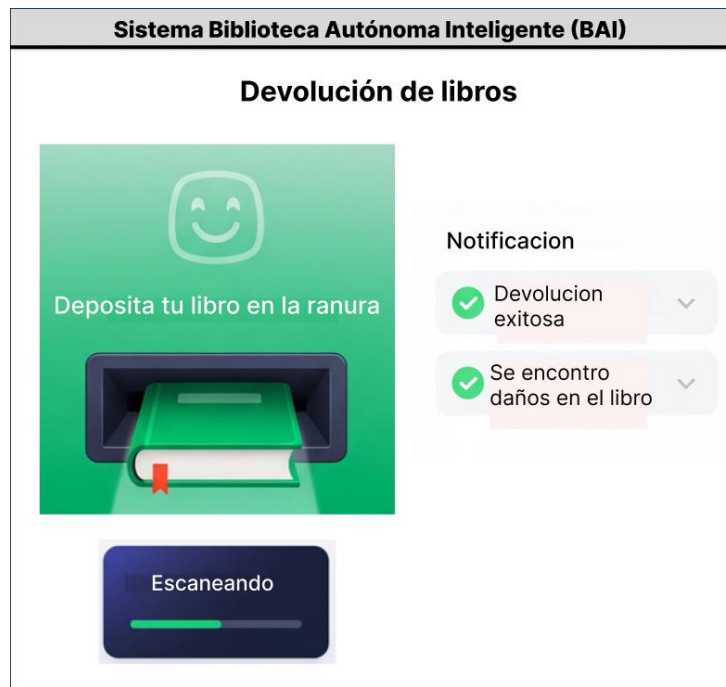 Sistema Biblioteca Autónoma Inteligente (BAI)
Devolución de libros
Deposita tu libro en la ranura
Escaneando
Notificacion
Devolucion
exitosa
Se encontro
daños en el libro